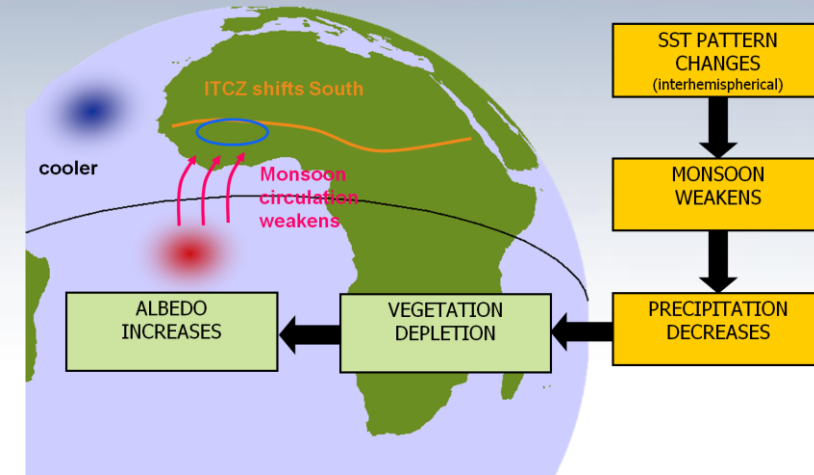 SST PATTERN
CHANGES
(interhemispherical)
ITCZ shifts South
cooler
Monsoon
circulation
weakens
MONSOON
WEAKENS
ALBEDO
INCREASES
VEGETATION
DEPLETION
PRECIPITATION
DECREASES